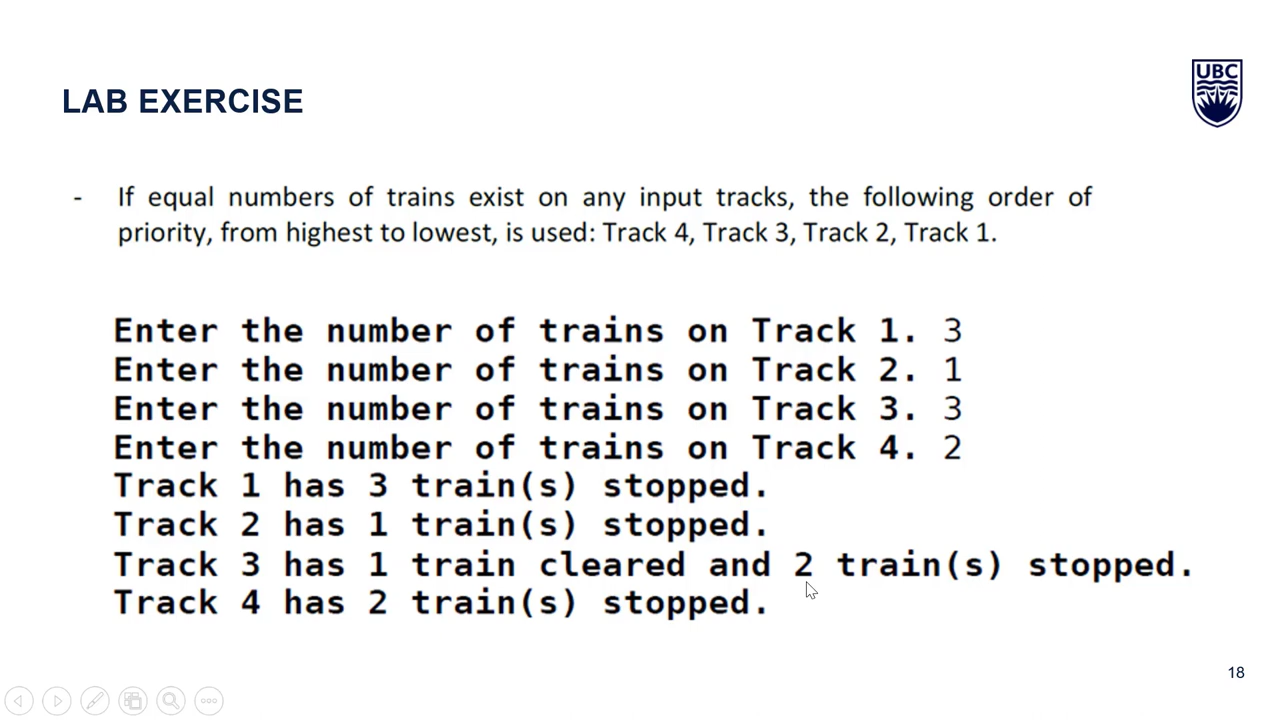 UBC
LAB EXERCISE
- If equal numbers of trains exist on any input tracks, the following order of
priority, from highest to lowest, is used: Track 4, Track 3, Track 2, Track 1.
Enter the number of trains on Track 1. 3
Enter the number of trains on Track 2. 1
Enter the number of trains on Track 3. 3
Enter the number of trains on Track 4. 2
Track 1 has 3 train(s) stopped.
Track 2 has 1 train(s) stopped.
Track 3 has 1 train cleared and 2 train(s) stopped.
Track 4 has 2 train(s) stopped.
18